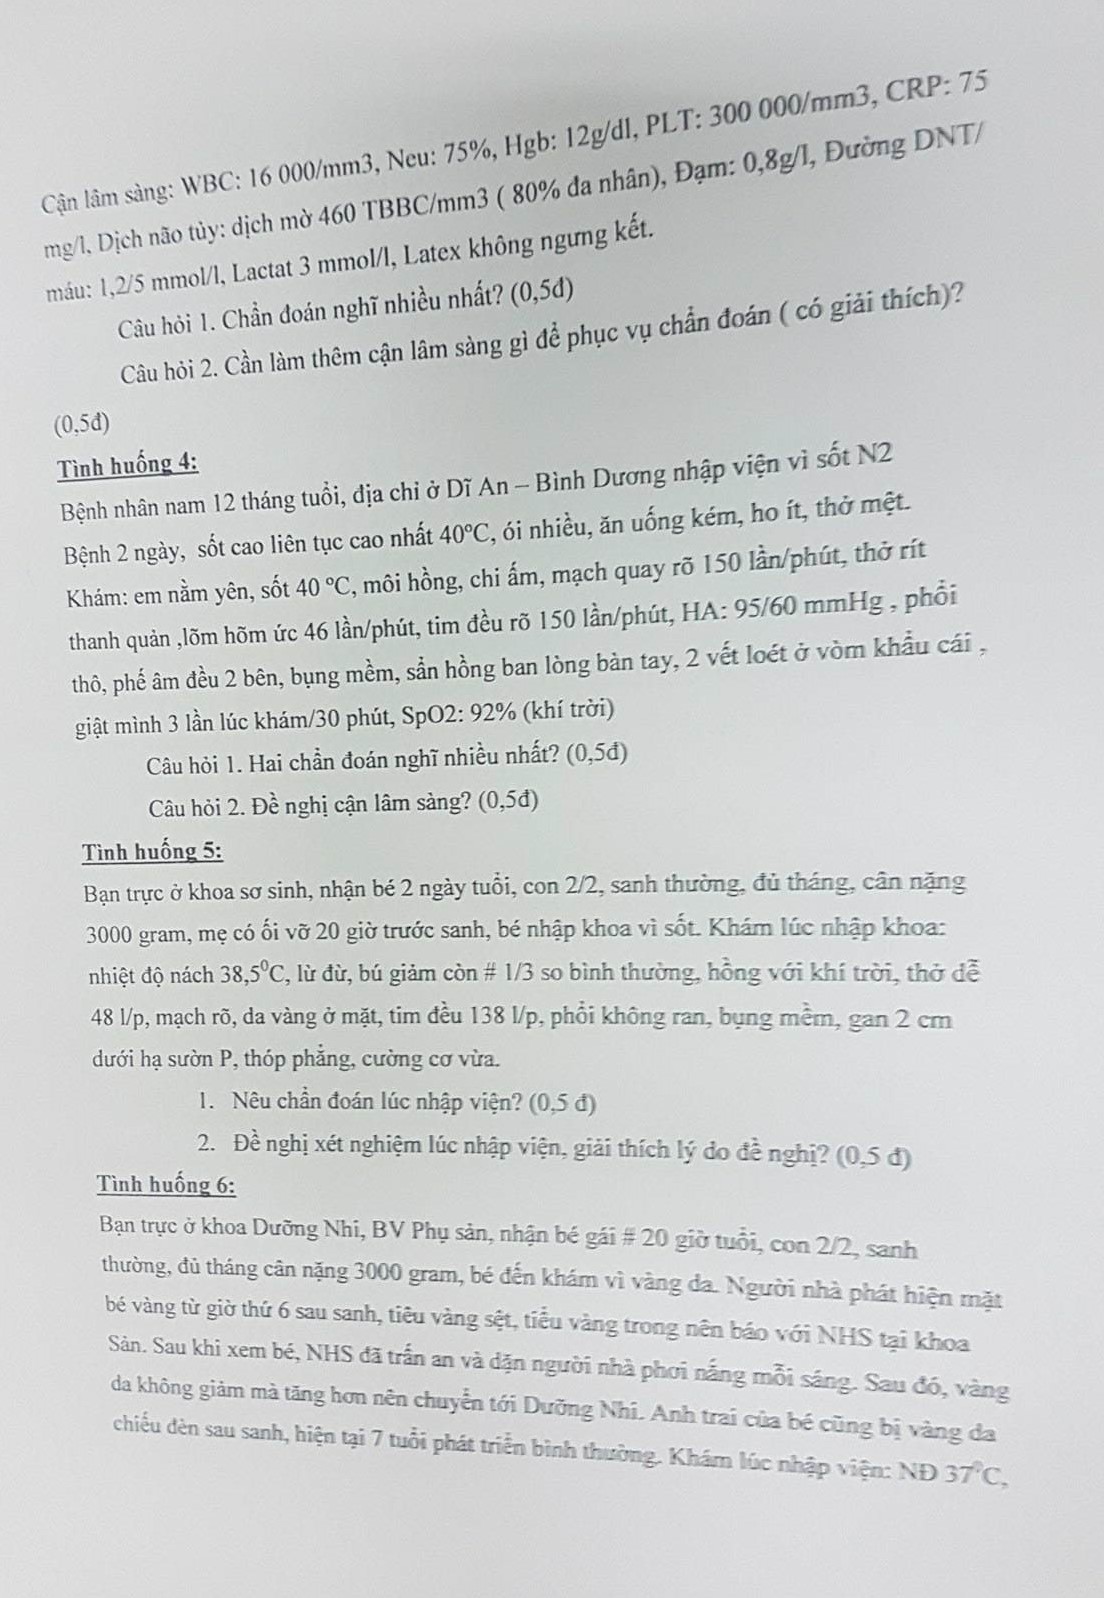 Cận lâm sàng: WBC: 16 000/mm3, Neu: 75%, Hgb: 12g/dl, PLT: 300 000/mm3, CRP: 75
mg/l, Dịch não tủy: dịch mờ 460 TBBC/mm3 ( 80% đa nhân), Đạm: 0,8g/l, Đường DNT/
máu: 1,2/5 mmol/l, Lactat 3 mmol/l, Latex không ngưng kết.
Câu hỏi 1. Chẩn đoán nghĩ nhiều nhất? (0,5đ)
Câu hỏi 2. Cần làm thêm cận lâm sàng gì để phục vụ chẩn đoán ( có giải thích)?
(0,5đ)
Tình huống 4:
Bệnh nhân nam 12 tháng tuổi, địa chỉ ở Dĩ An – Bình Dương nhập viện vì sốt N2
Bệnh 2 ngày, sốt cao liên tục cao nhất 40°C, ói nhiều, ăn uống kém, ho ít, thở mệt.
Khám: em nằm yên, sốt 40 °C, môi hồng, chi ấm, mạch quay rõ 150 lần/phút, thở rít
thanh quản ,lõm hõm ức 46 lần/phút, tim đều rõ 150 lần/phút, HA: 95/60 mmHg , phổi
thô, phế âm đều 2 bên, bụng mềm, sẩn hồng ban lòng bàn tay, 2 vết loét ở vòm khẩu cái ,
giật mình 3 lần lúc khám/30 phút, SpO2: 92% (khí trời)
Câu hỏi 1. Hai chẩn đoán nghĩ nhiều nhất? (0,5đ)
Câu hỏi 2. Đề nghị cận lâm sàng? (0,5đ)
Tình huống 5:
Bạn trực ở khoa sơ sinh, nhận bé 2 ngày tuổi, con 2/2, sanh thường, đủ tháng, cân nặng
3000 gram, mẹ có ối vỡ 20 giờ trước sanh, bé nhập khoa vì sốt. Khám lúc nhập khoa:
nhiệt độ nách 38,5⁰C, lừ đừ, bú giảm còn # 1/3 so bình thường, hồng với khí trời, thở dễ
48 l/p, mạch rõ, da vàng ở mặt, tim đều 138 l/p, phổi không ran, bụng mềm, gan 2 cm
dưới hạ sườn P, thóp phẳng, cường cơ vừa.
1. Nêu chẩn đoán lúc nhập viện? (0,5 đ)
2. Đề nghị xét nghiệm lúc nhập viện, giải thích lý do đề nghị? (0,5 đ)
Tình huống 6:
Bạn trực ở khoa Dưỡng Nhi, BV Phụ sản, nhận bé gái # 20 giờ tuổi, con 2/2, sanh
thường, đủ tháng cân nặng 3000 gram, bé đến khám vì vàng da. Người nhà phát hiện mặt
bé vàng từ giờ thứ 6 sau sanh, tiêu vàng sệt, tiểu vàng trong nên báo với NHS tại khoa
Sản. Sau khi xem bé, NHS đã trấn an và dặn người nhà phơi nắng mỗi sáng. Sau đó, vàng
da không giảm mà tăng hơn nên chuyển tới Dưỡng Nhi. Anh trai của bé cũng bị vàng da
chiếu đèn sau sanh, hiện tại 7 tuổi phát triển bình thường. Khám lúc nhập viện: NĐ 37⁰C,